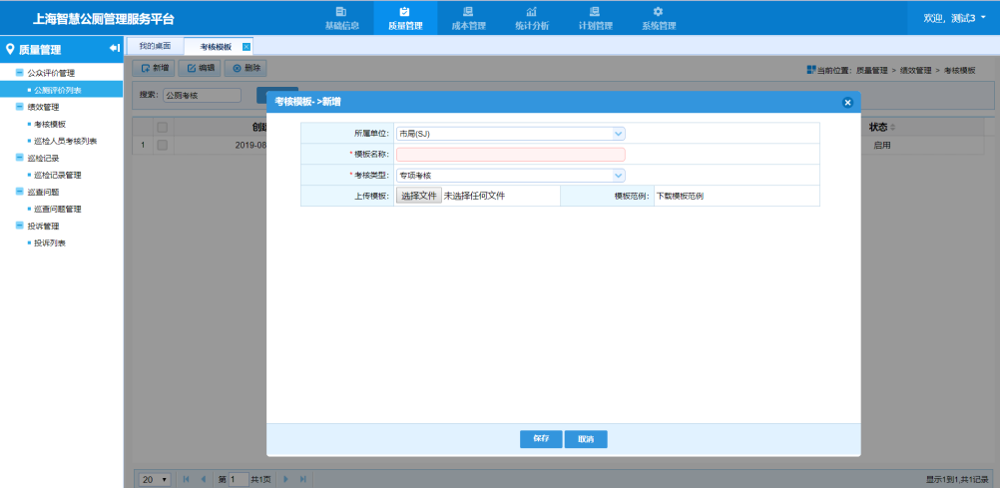 上海智慧公厕管理服务平台
基础信息 质量管理 成本管理 统计分析 计划管理 系统管理
欢迎, 测试3
质量管理
我的桌面 考核模板
公众评价管理
公厕评价列表
绩效管理
考核模板
巡检人员考核列表
巡检记录
巡检记录管理
巡查问题
巡查问题管理
投诉管理
投诉列表
新增 编辑 删除
当前位置: 质量管理 > 绩效管理 > 考核模板
搜索: 公厕考核
状态
1 2019-08 启用
考核模板->新增
所属单位: 市局(SJ)
*模板名称:
*考核类型: 专项考核
上传模板: 选择文件 未选择任何文件 模板范例: 下载模板范例
保存 取消
20 第 1 共1页
显示1到1,共1记录